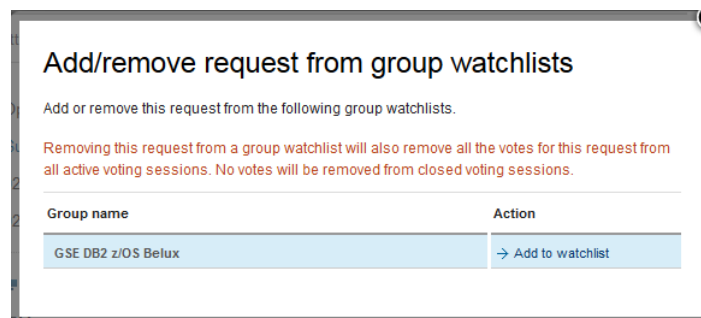 Add/remove request from group watchlists
Add or remove this request from the following group watchlists.
Removing this request from a group watchlist will also remove all the votes for this request from
all active voting sessions. No votes will be removed from closed voting sessions.
Group name Action
GSE DB2 z/OS Belux → Add to watchlist